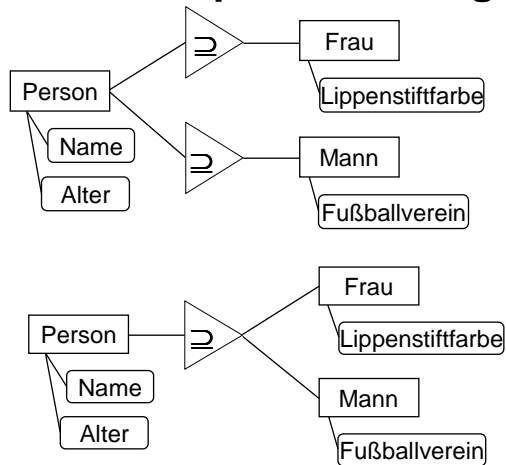 Frau
⊇
Lippenstiftfarbe
Person
Name
Mann
⊇
Alter
Fußballverein
Frau
Person
⊇
Lippenstiftfarbe
Name
Mann
Alter
Fußballverein